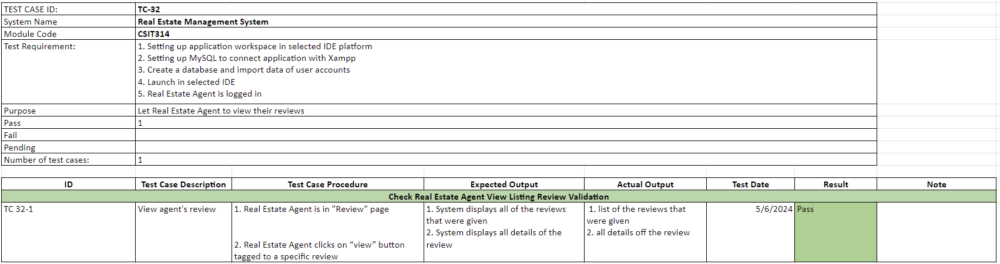 TEST CASE ID: TC-32
System Name Real Estate Management System
Module Code CSIT314
Test Requirement: 1. Setting up application workspace in selected IDE platform
2. Setting up MySQL to connect application with Xampp
3. Create a database and import data of user accounts
4. Launch in selected IDE
5. Real Estate Agent is logged in
Purpose Let Real Estate Agent to view their reviews
Pass 1
Fail
Pending
Number of test cases: 1
ID Test Case Description Test Case Procedure Expected Output Actual Output Test Date Result Note
Check Real Estate Agent View Listing Review Validation
TC 32-1
View agent's review
1. Real Estate Agent is in "Review" page
2. Real Estate Agent clicks on “view” button
tagged to a specific review
1. System displays all of the reviews
that were given
2. System displays all details of the
review
1. list of the reviews that
were given
2. all details off the review
5/6/2024
Pass